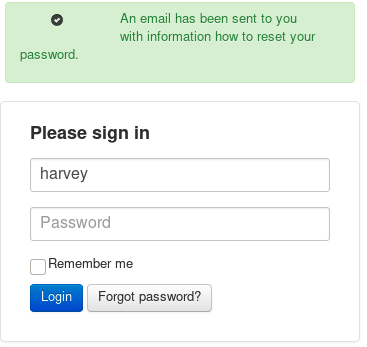 An email has been sent to you
with information how to reset your
password.
Please sign in
harvey
Password
Remember me
Login Forgot password?